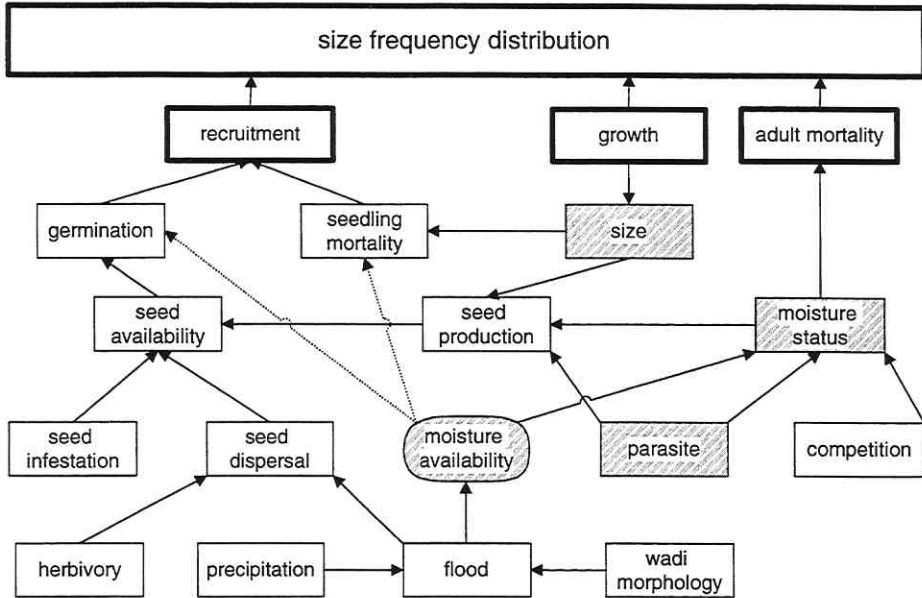 size frequency distribution
recruitment
growth
adult mortality
germination
seedling
mortality
size
seed
availability
seed
production
moisture
status
seed
infestation
seed
dispersal
moisture
availability
parasite
competition
herbivory
precipitation
flood
wadi
morphology